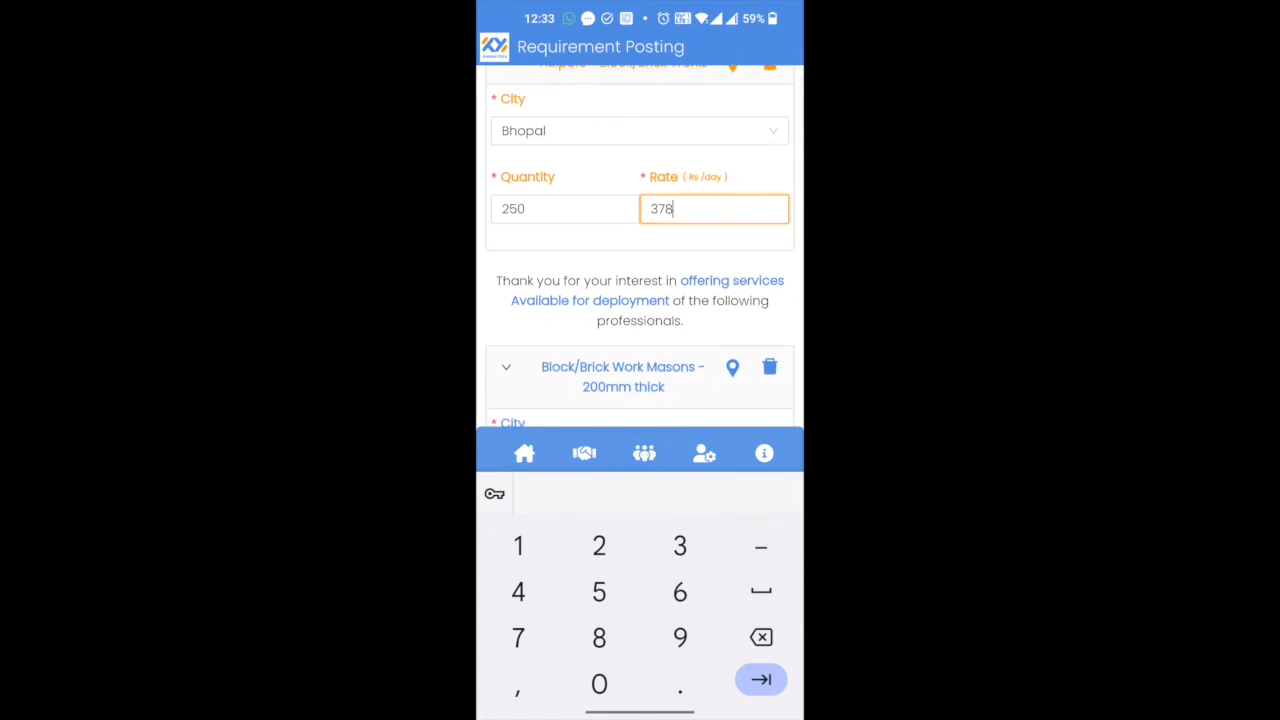 12:33 59%
Requirement Posting
* City
Bhopal
* Quantity * Rate ( Rs /day )
250 378
Thank you for your interest in offering services
Available for deployment of the following
professionals.
Block/Brick Work Masons -
200mm thick
* City
1 2 3 –
4 5 6
7 8 9
, 0 .